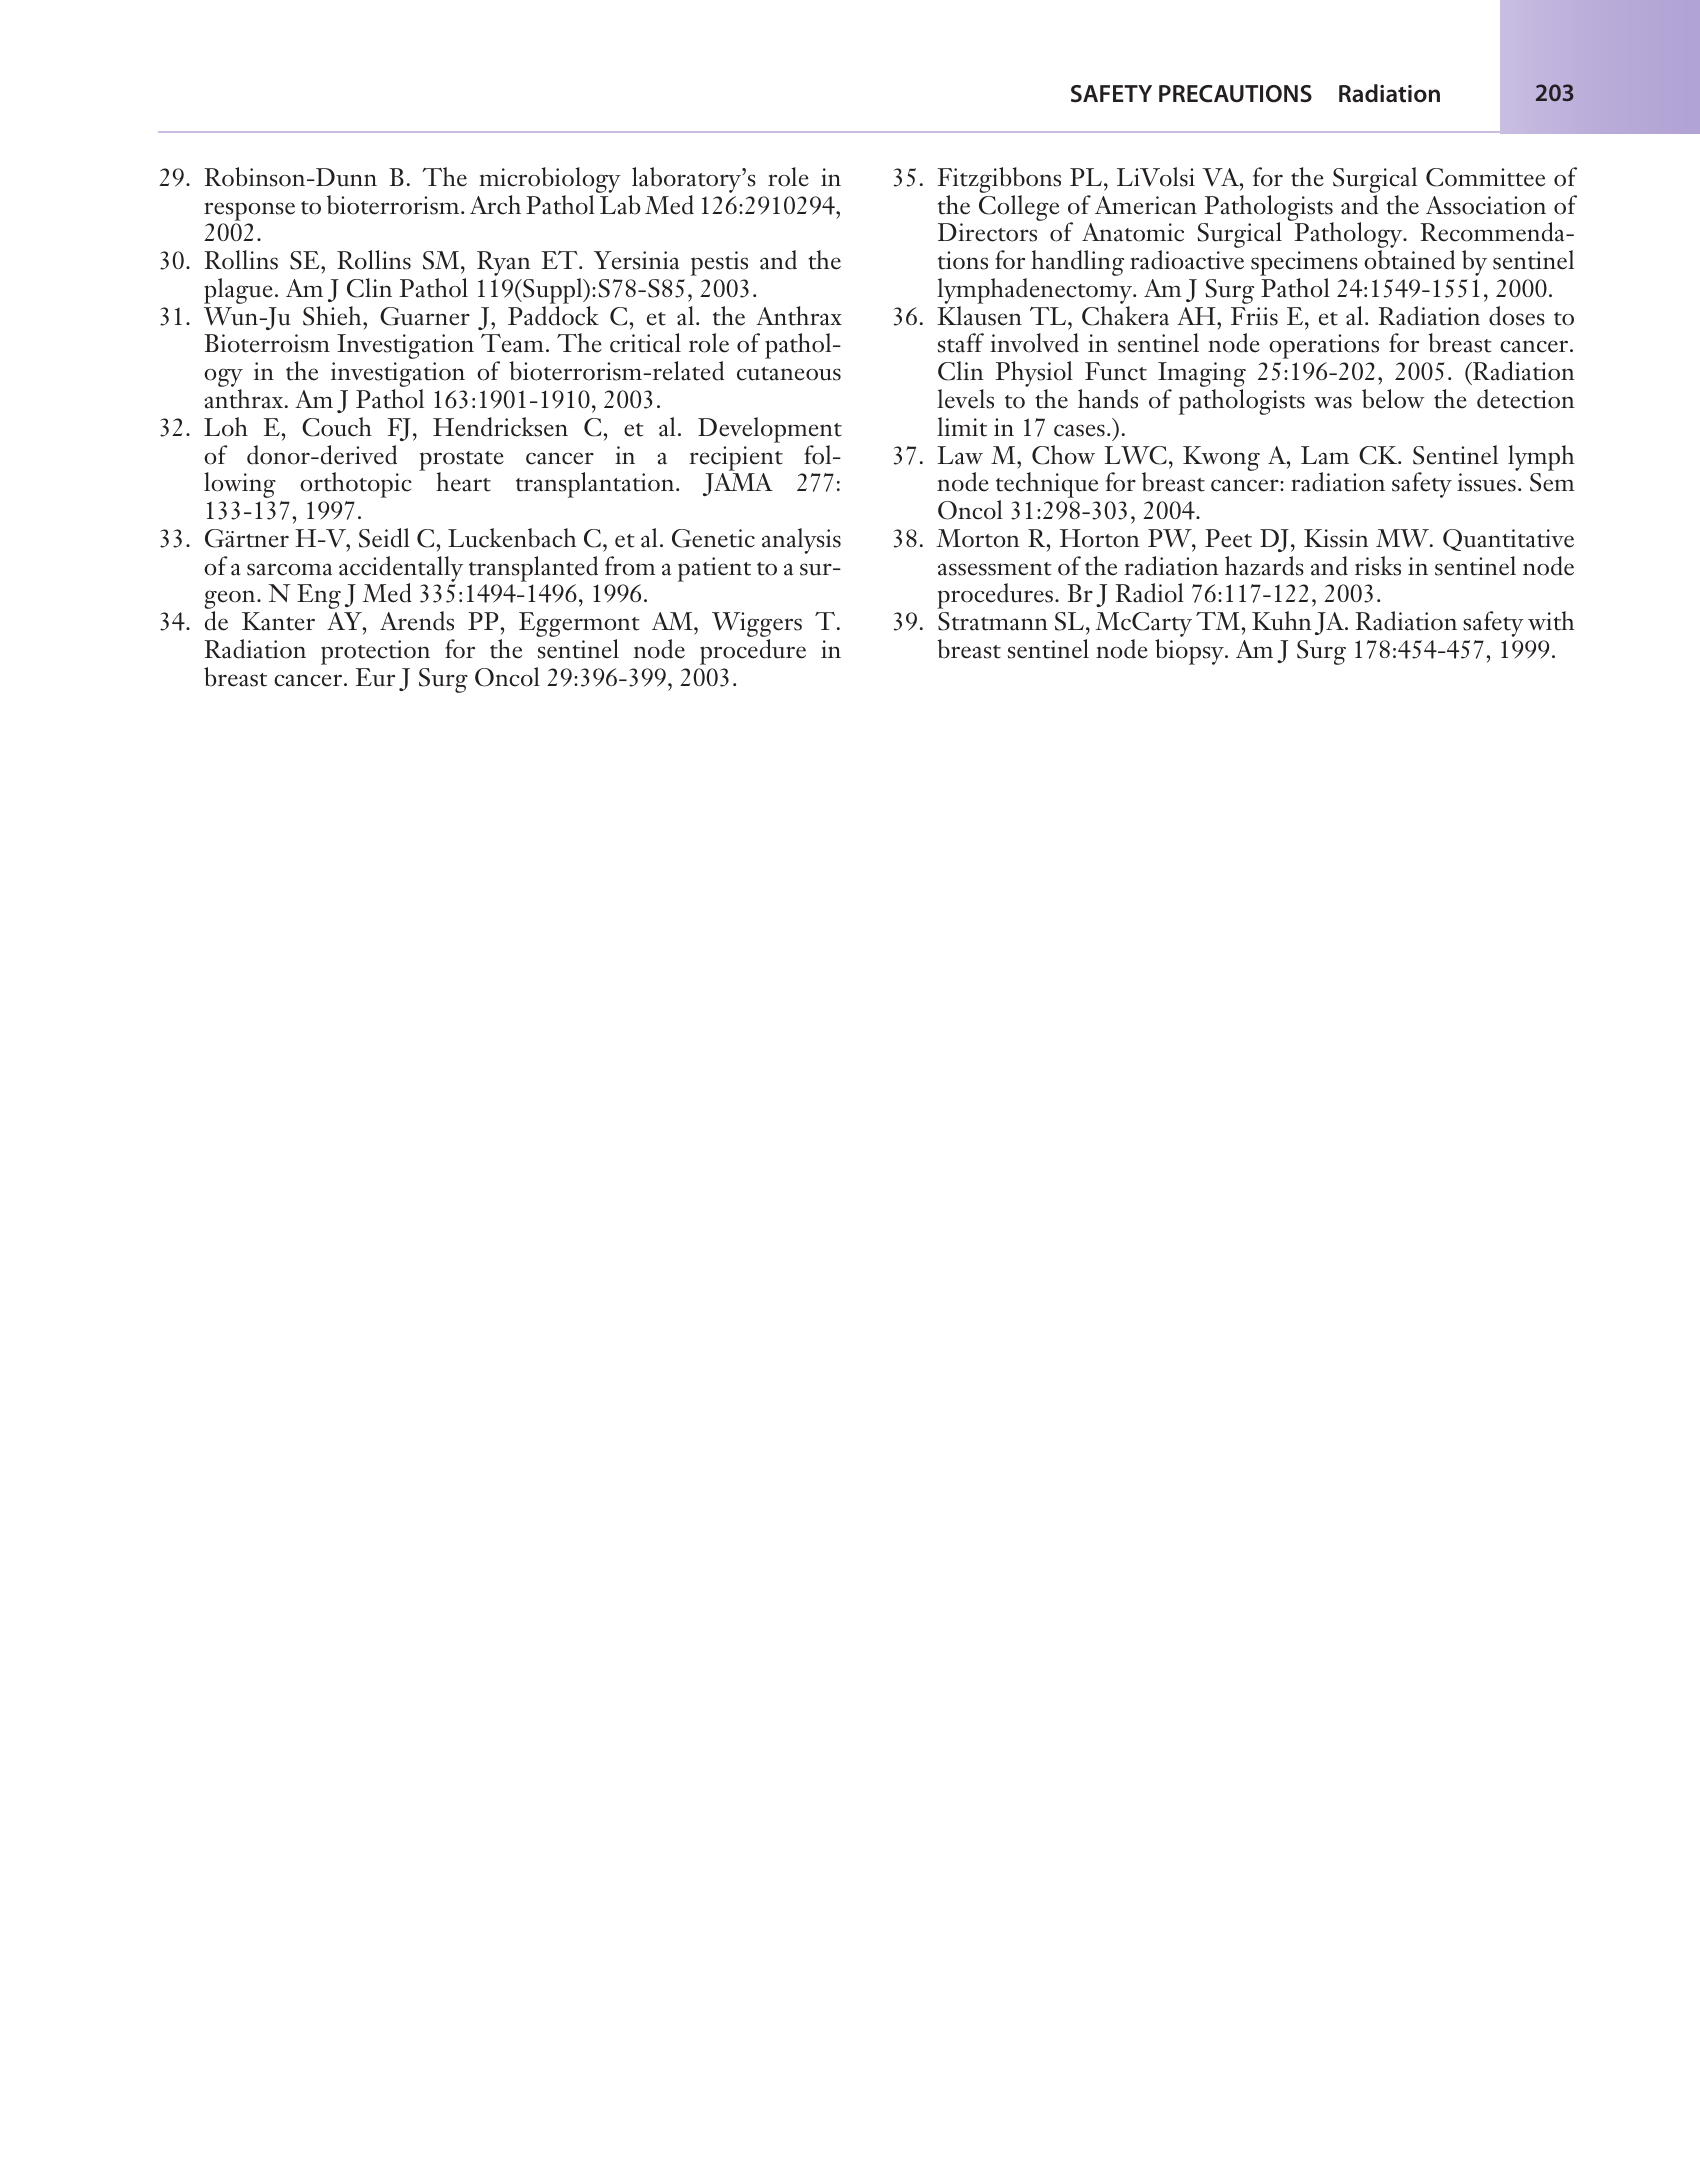 SAFETY PRECAUTIONS Radiation 203
29. Robinson-Dunn B. The microbiology laboratory’s role in
response to bioterrorism. Arch Pathol Lab Med 126:2910294,
2002.
30. Rollins SE, Rollins SM, Ryan ET. Yersinia pestis and the
plague. Am J Clin Pathol 119(Suppl):S78-S85, 2003.
31. Wun-Ju Shieh, Guarner J, Paddock C, et al. the Anthrax
Bioterroism Investigation Team. The critical role of pathol-
ogy in the investigation of bioterrorism-related cutaneous
anthrax. Am J Pathol 163:1901-1910, 2003.
32. Loh E, Couch FJ, Hendricksen C, et al. Development
of donor-derived prostate cancer in a recipient fol-
lowing orthotopic heart transplantation. JAMA 277:
133-137, 1997.
33. Gärtner H-V, Seidl C, Luckenbach C, et al. Genetic analysis
of a sarcoma accidentally transplanted from a patient to a sur-
geon. N Eng J Med 335:1494-1496, 1996.
34. de Kanter AY, Arends PP, Eggermont AM, Wiggers T.
Radiation protection for the sentinel node procedure in
breast cancer. Eur J Surg Oncol 29:396-399, 2003.
35. Fitzgibbons PL, LiVolsi VA, for the Surgical Committee of
the College of American Pathologists and the Association of
Directors of Anatomic Surgical Pathology. Recommenda-
tions for handling radioactive specimens obtained by sentinel
lymphadenectomy. Am J Surg Pathol 24:1549-1551, 2000.
36. Klausen TL, Chakera AH, Friis E, et al. Radiation doses to
staff involved in sentinel node operations for breast cancer.
Clin Physiol Funct Imaging 25:196-202, 2005. (Radiation
levels to the hands of pathologists was below the detection
limit in 17 cases.).
37. Law M, Chow LWC, Kwong A, Lam CK. Sentinel lymph
node technique for breast cancer: radiation safety issues. Sem
Oncol 31:298-303, 2004.
38. Morton R, Horton PW, Peet DJ, Kissin MW. Quantitative
assessment of the radiation hazards and risks in sentinel node
procedures. Br J Radiol 76:117-122, 2003.
39. Stratmann SL, McCarty TM, Kuhn JA. Radiation safety with
breast sentinel node biopsy. Am J Surg 178:454-457, 1999.